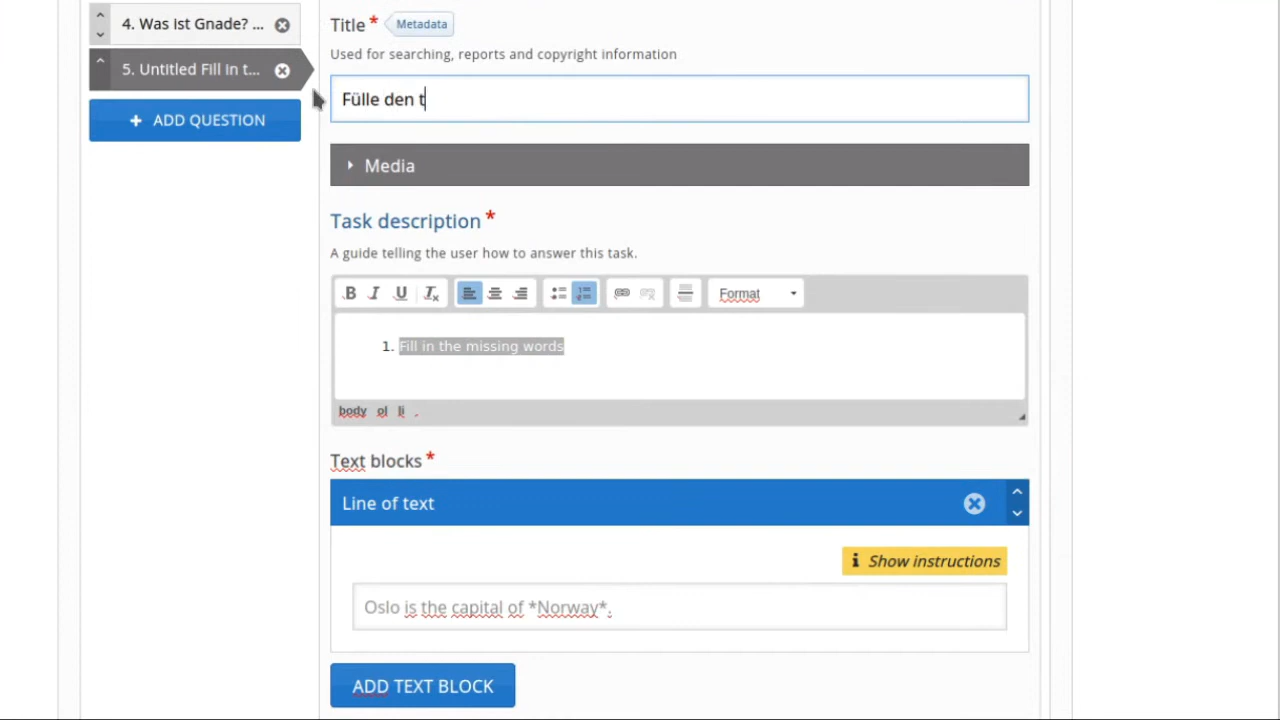 4. Was ist Gnade? ...
5. Untitled Fill in t...
+ ADD QUESTION
Title * Metadata
Used for searching, reports and copyright information
Fülle den t
Media
Task description *
A guide telling the user how to answer this task.
B I U Tx Format
1. Fill in the missing words
body ol li .
Text blocks *
Line of text
i Show instructions
Oslo is the capital of *Norway*.
ADD TEXT BLOCK